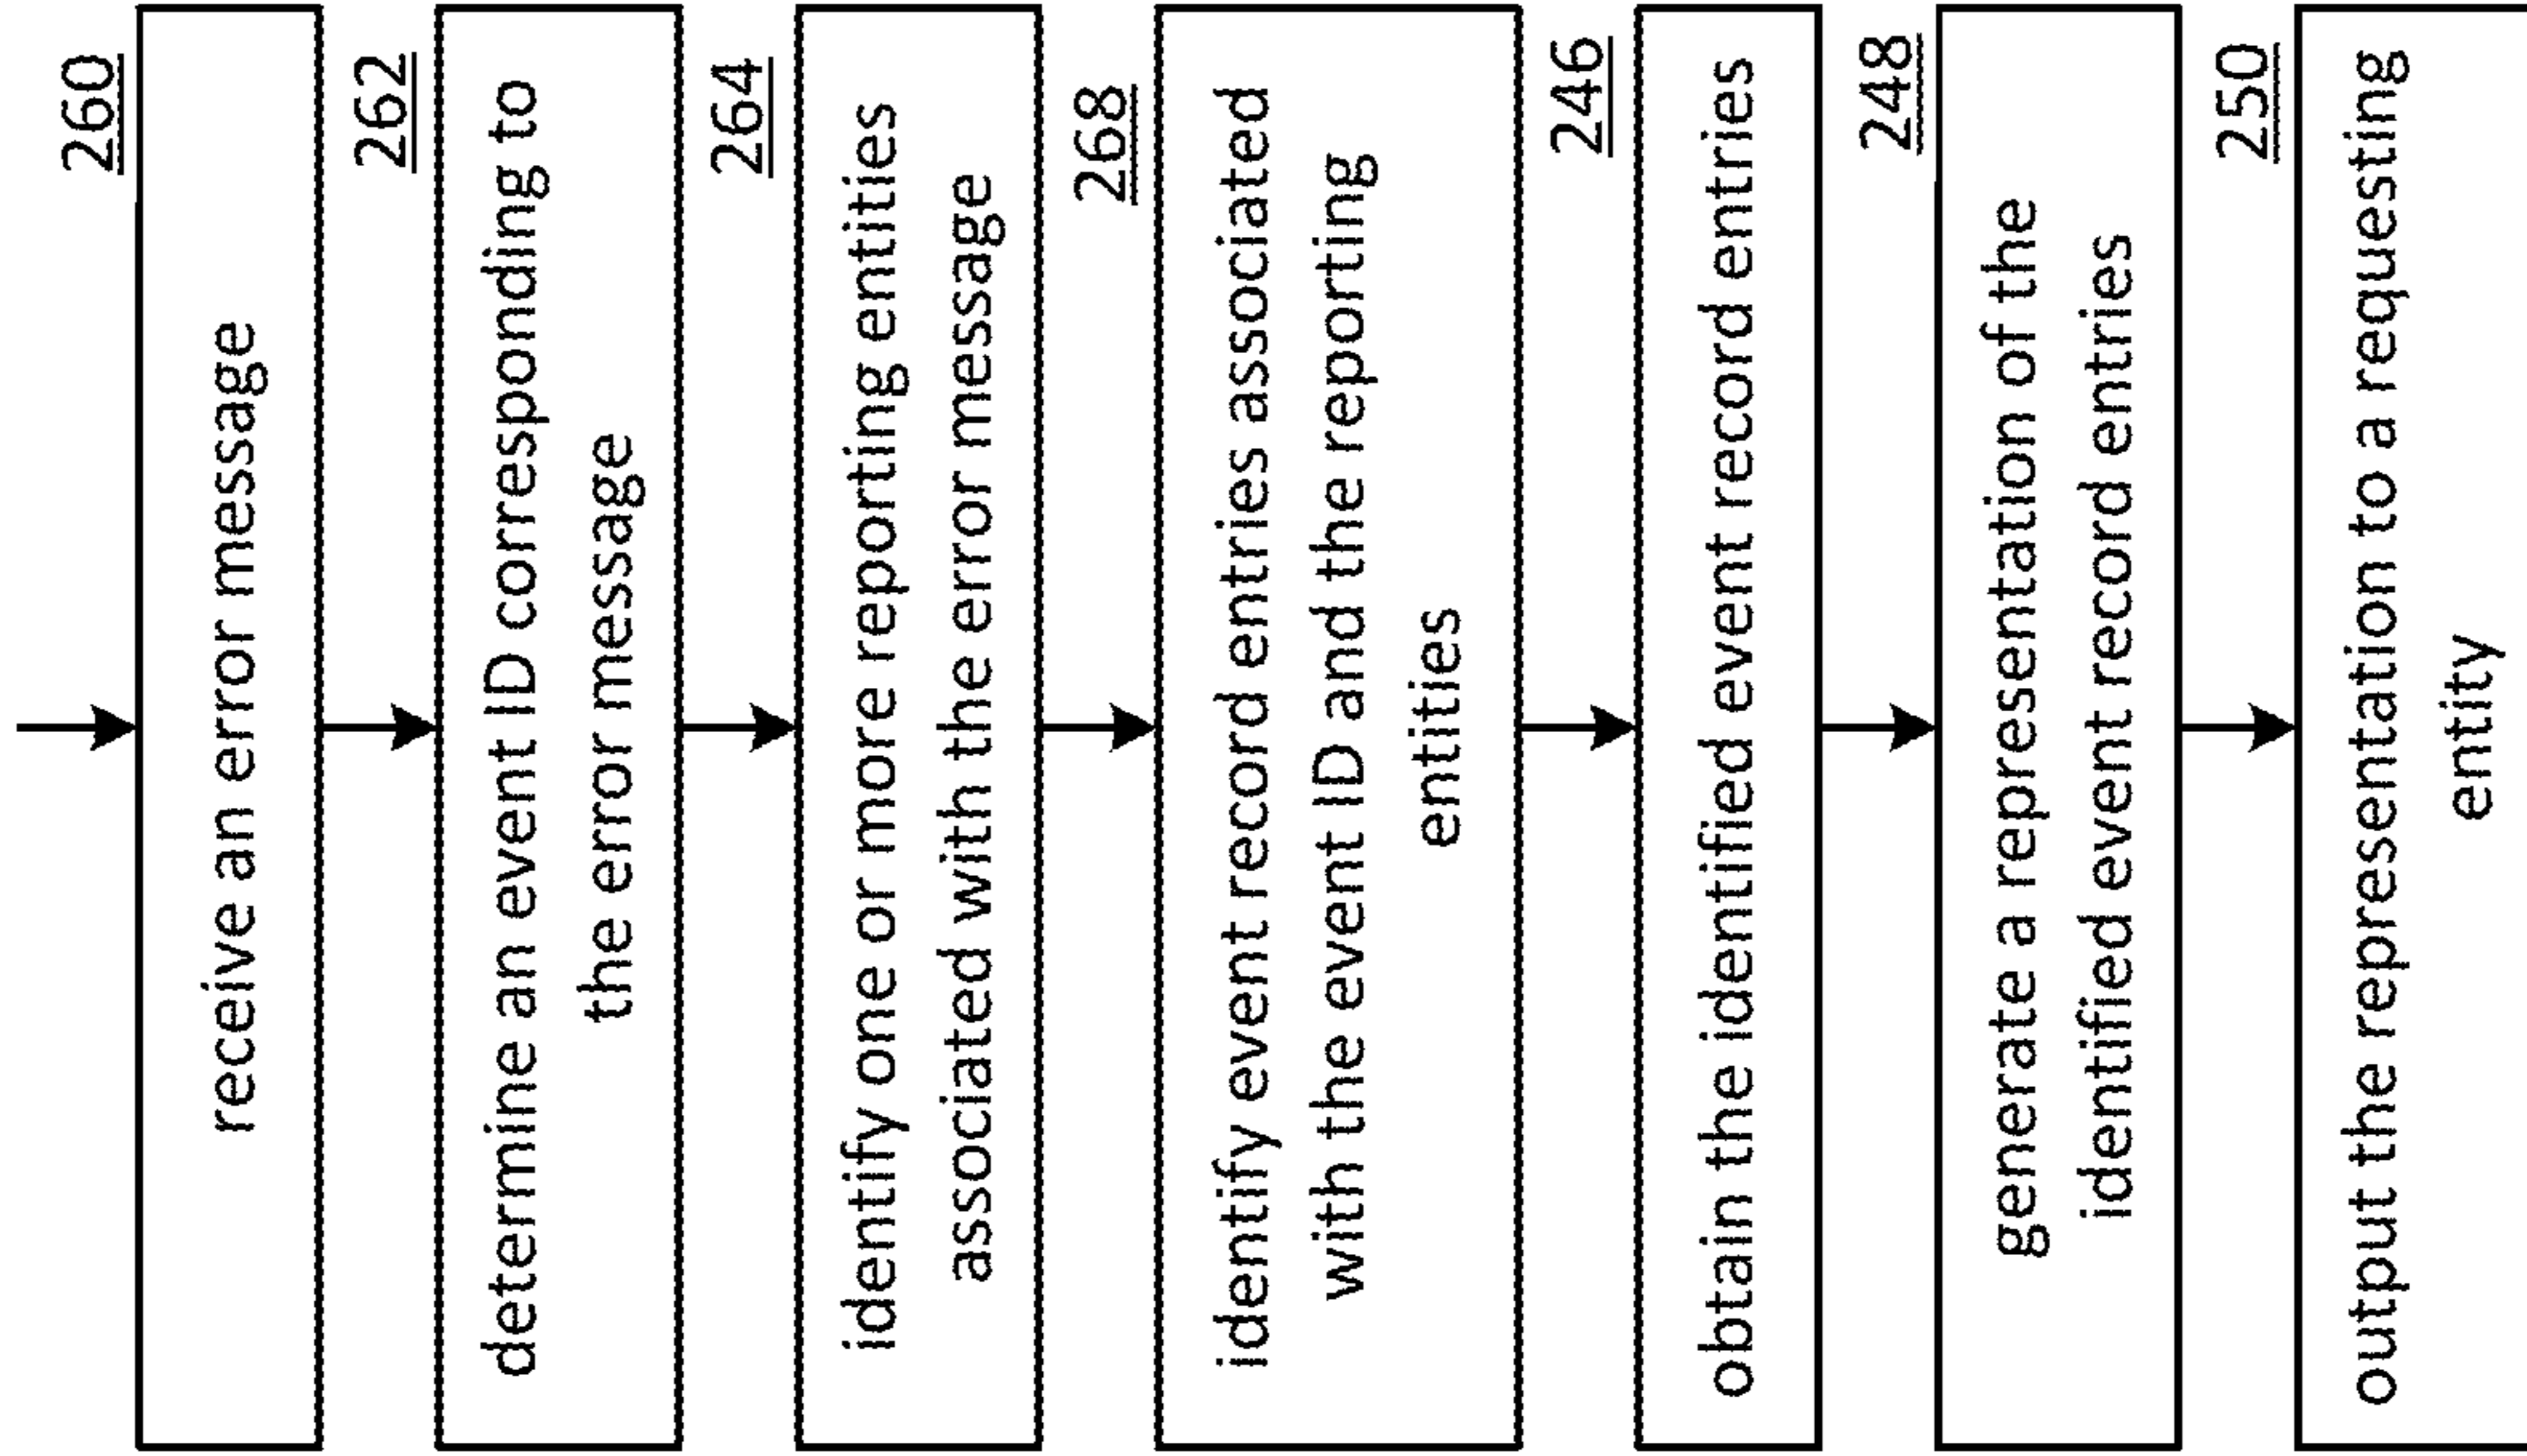 260
receive an error message
262
determine an event ID corresponding to
the error message
264
identify one or more reporting entities
associated with the error message
268
identify event record entries associated
with the event ID and the reporting
entities
246
obtain the identified event record entries
248
generate a representation of the
identified event record entries
250
output the representation to a requesting
entity